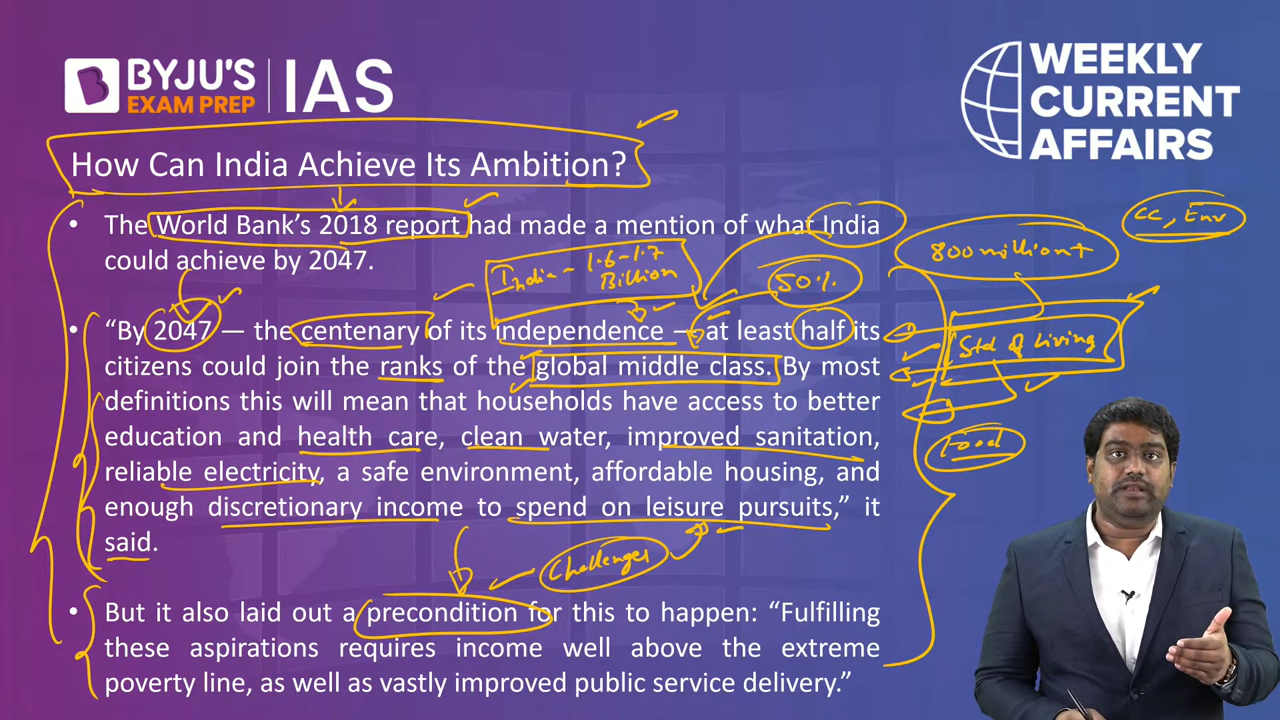 BYJU'S
EXAM PREP
IAS
WEEKLY
CURRENT
AFFAIRS
How Can India Achieve Its Ambition?
• The World Bank's 2018 report had made a mention of what India
could achieve by 2047.
CC, Env
800 million+
India - 1.6-1.7
Billion
50%
• "By 2047 — the centenary of its independence — at least half its
citizens could join the ranks of the global middle class. By most
definitions this will mean that households have access to better
education and health care, clean water, improved sanitation,
reliable electricity, a safe environment, affordable housing, and
enough discretionary income to spend on leisure pursuits," it
said.
Std of Living
Food
Challenges
• But it also laid out a precondition for this to happen: "Fulfilling
these aspirations requires income well above the extreme
poverty line, as well as vastly improved public service delivery."